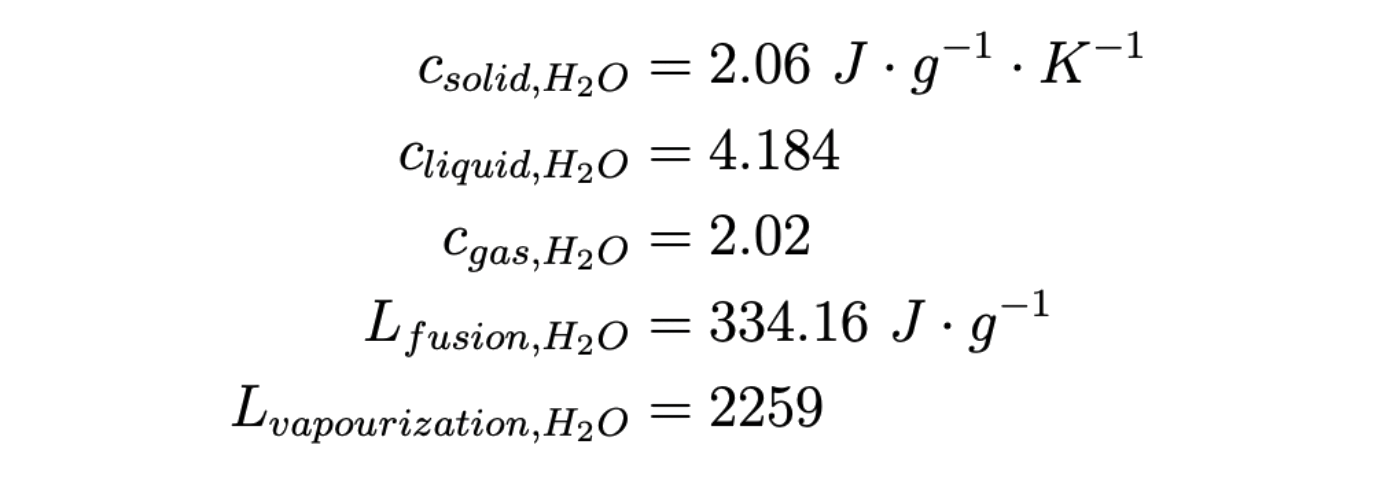 c_{solid,H_2O} = 2.06 J · g^{-1} · K^{-1}
c_{liquid,H_2O} = 4.184
c_{gas,H_2O} = 2.02
L_{fusion,H_2O} = 334.16 J · g^{-1}
L_{vapourization,H_2O} = 2259